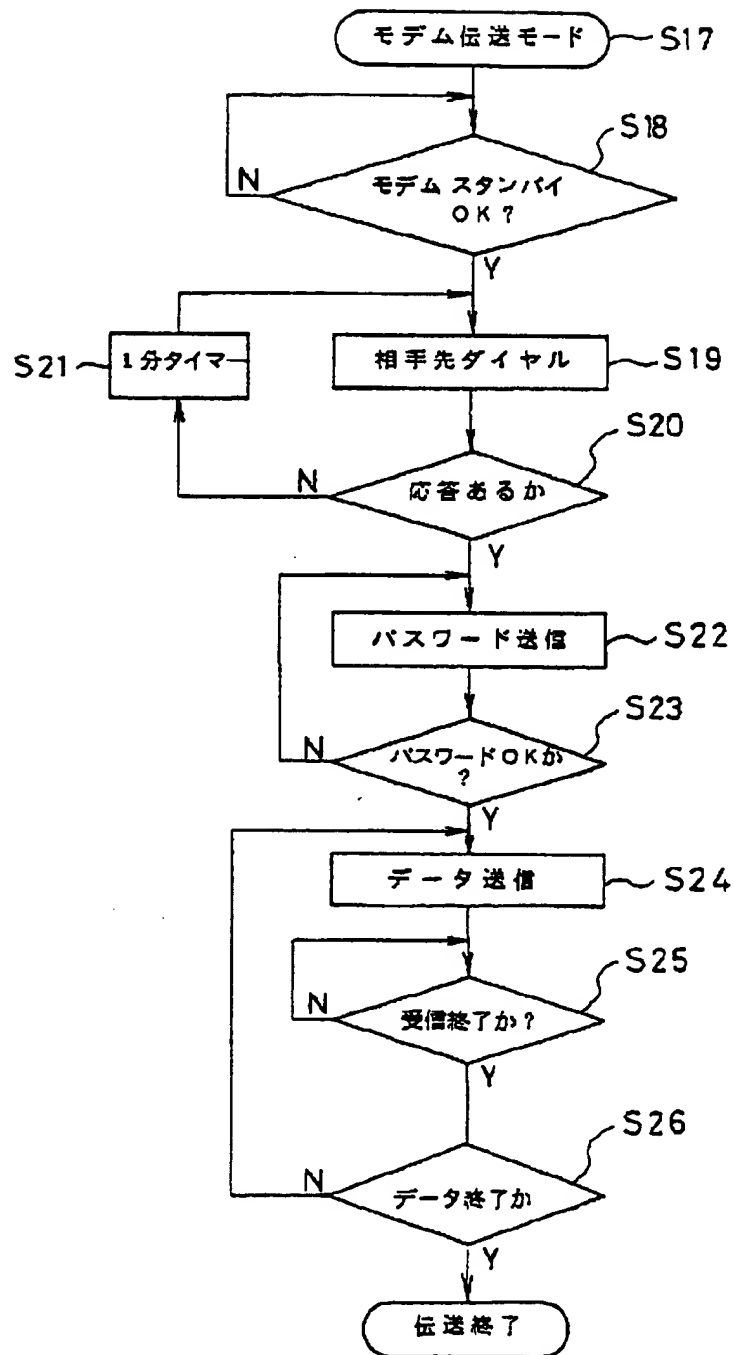 モデム伝送モード S17
S18
N
モデム スタンバイ
OK?
Y
S21 1分タイマー
相手先ダイヤル S19
S20
N
応答あるか
Y
パスワード送信 S22
S23
N
パスワードOKか
?
Y
データ送信 S24
S25
N
受信終了か?
Y
S26
N
データ終了か
Y
伝送終了